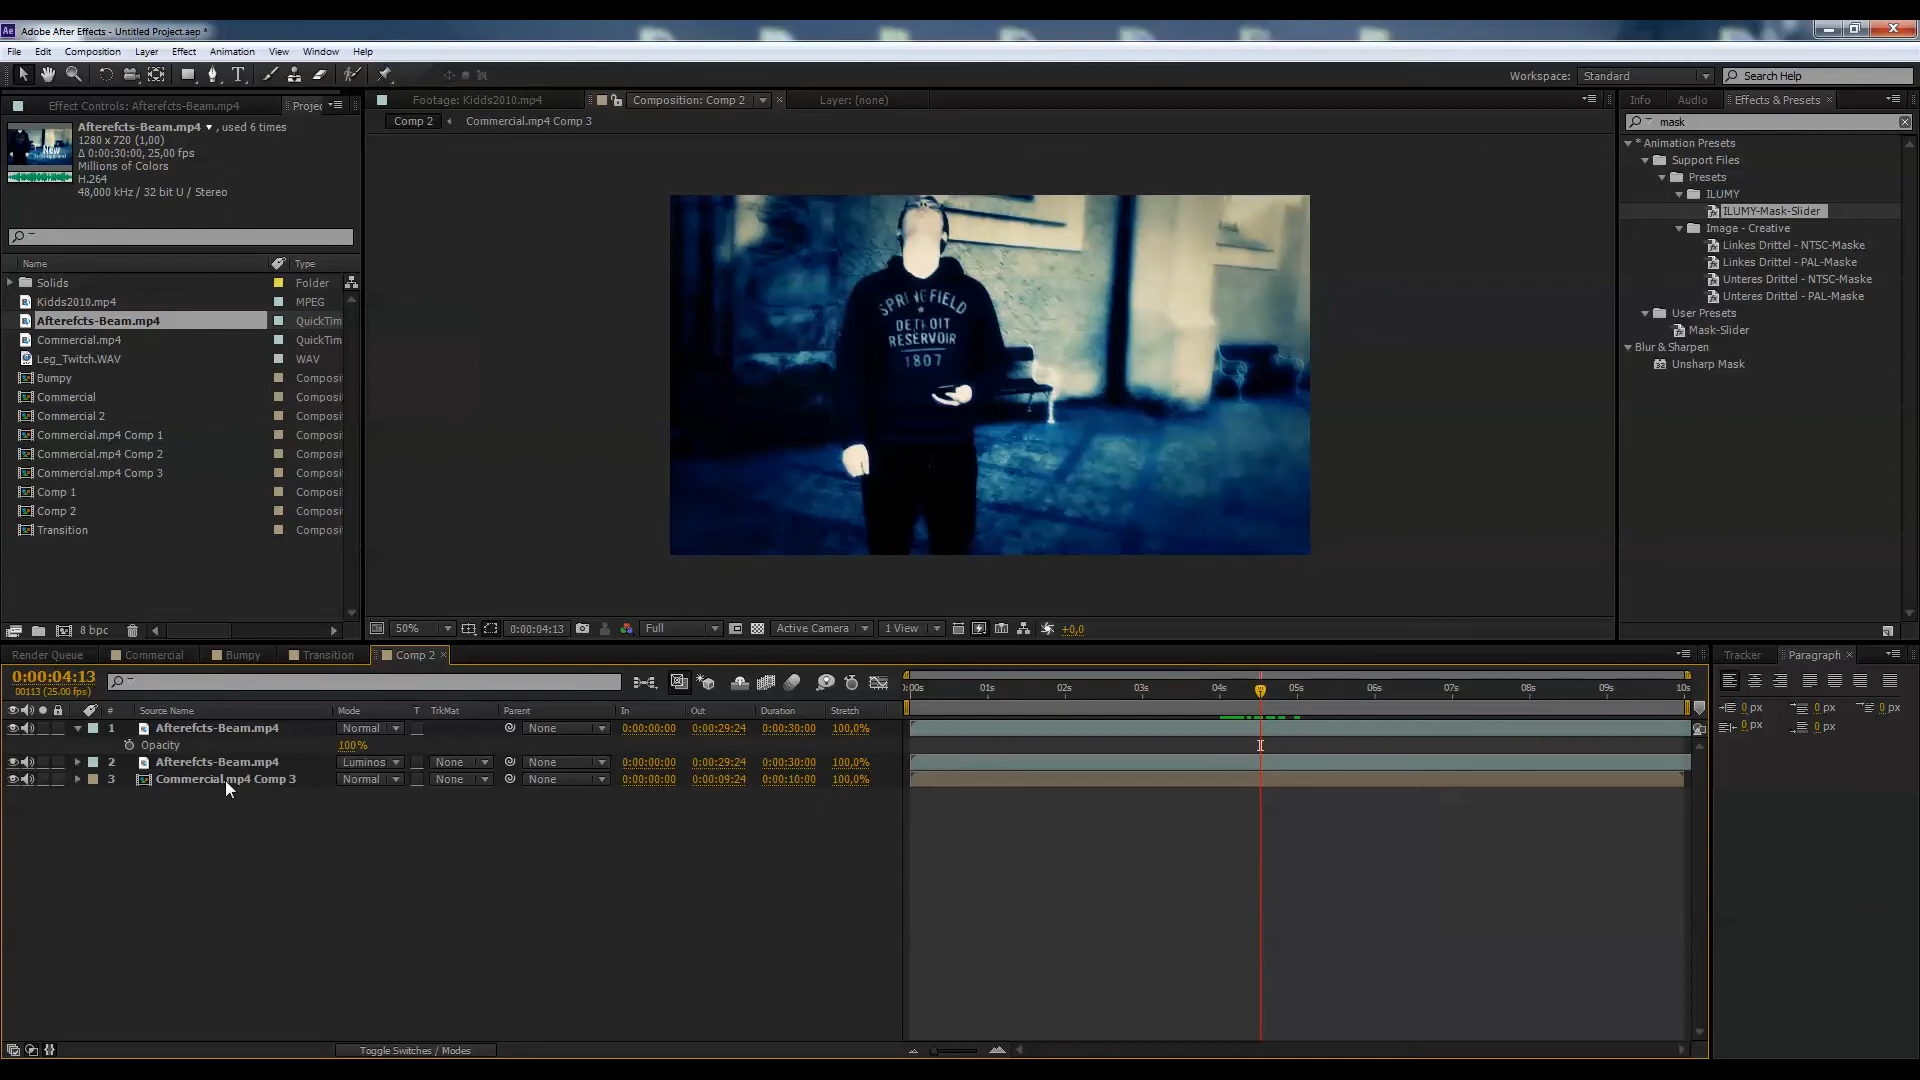 Adobe After Effects - Untitled Project.aep *
File Edit Composition Layer Effect Animation View Window Help
Workspace: Standard Search Help
Effect Controls: Afterefcts-Beam.mp4 Projec
Afterefcts-Beam.mp4 ▼ , used 6 times
1280 x 720 (1,00)
Δ 0:00:30:00, 25,00 fps
Millions of Colors
H.264
48,000 kHz / 32 bit U / Stereo
Name Type
Solids Folder
Kidds2010.mp4 MPEG
Afterefcts-Beam.mp4 QuickTim
Commercial.mp4 QuickTim
Leg_Twitch.WAV WAV
Bumpy Composi
Commercial Composi
Commercial 2 Composi
Commercial.mp4 Comp 1 Composi
Commercial.mp4 Comp 2 Composi
Commercial.mp4 Comp 3 Composi
Comp 1 Composi
Comp 2 Composi
Transition Composi
8 bpc
Footage: Kidds2010.mp4 Composition: Comp 2 Layer: (none)
Comp 2 Commercial.mp4 Comp 3
SPRINGFIELD
DETROIT
RESERVOIR
1807
50% 0:00:04:13 Full Active Camera 1 View +0,0
Info Audio Effects & Presets
mask
* Animation Presets
Support Files
Presets
ILUMY
ILUMY-Mask-Slider
Image - Creative
Linkes Drittel - NTSC-Maske
Linkes Drittel - PAL-Maske
Unteres Drittel - NTSC-Maske
Unteres Drittel - PAL-Maske
User Presets
Mask-Slider
Blur & Sharpen
Unsharp Mask
Render Queue Commercial Bumpy Transition Comp 2
0:00:04:13
00113 (25.00 fps)
:00s 01s 02s 03s 04s 05s 06s 07s 08s 09s 10s
# Source Name Mode T TrkMat Parent In Out Duration Stretch
1 Afterefcts-Beam.mp4 Normal None 0:00:00:00 0:00:29:24 0:00:30:00 100,0%
Opacity 100%
2 Afterefcts-Beam.mp4 Luminos None None 0:00:00:00 0:00:29:24 0:00:30:00 100,0%
3 Commercial.mp4 Comp 3 Normal None None 0:00:00:00 0:00:09:24 0:00:10:00 100,0%
Toggle Switches / Modes
Tracker Paragraph
0 px 0 px 0 px
0 px 0 px